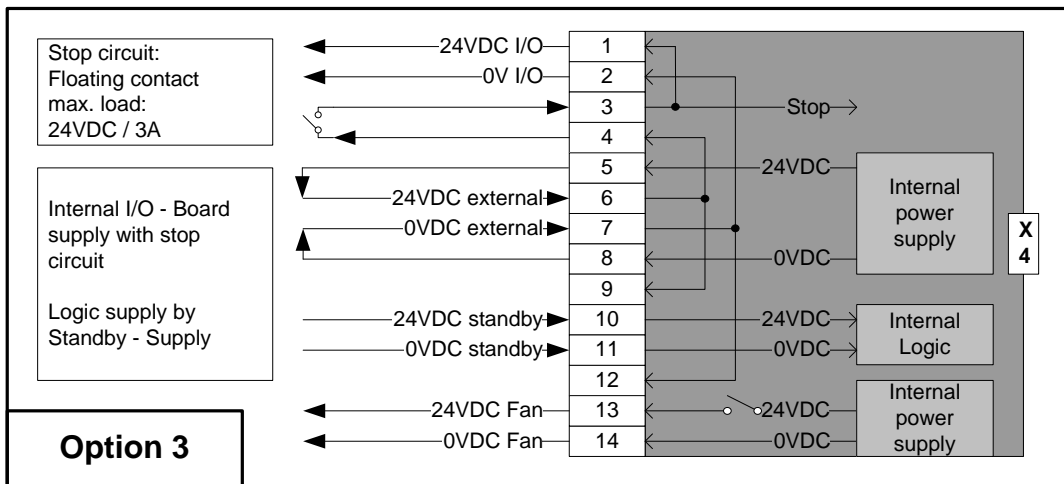 Stop circuit:
Floating contact
max. load:
24VDC / 3A
Internal I/O - Board
supply with stop
circuit
Logic supply by
Standby - Supply
Option 3
24VDC I/O 1
0V I/O 2
3 Stop
4
5 24VDC
24VDC external 6
0VDC external 7
8 0VDC
9
24VDC standby 10 24VDC
0VDC standby 11 0VDC
12
24VDC Fan 13 24VDC
0VDC Fan 14 0VDC
Internal
power
supply
Internal
Logic
Internal
power
supply
X
4